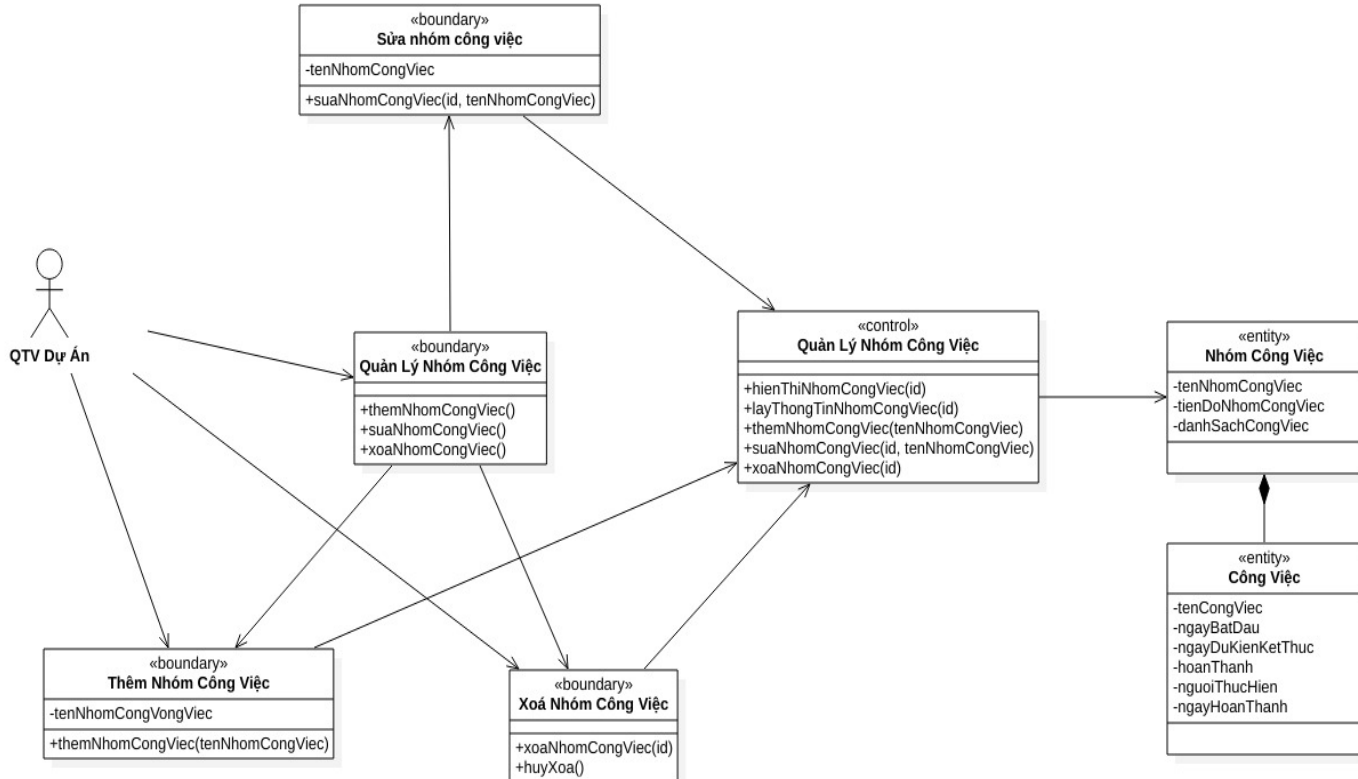 «boundary»
Sửa nhóm công việc
-tenNhomCongViec
+suaNhomCongViec(id, tenNhomCongViec)
QTV Dự Án
«boundary»
Quản Lý Nhóm Công Việc
+themNhomCongViec()
+suaNhomCongViec()
+xoaNhomCongViec()
«control»
Quản Lý Nhóm Công Việc
+hienThiNhomCongViec(id)
+layThongTinNhomCongViec(id)
+themNhomCongViec(tenNhomCongViec)
+suaNhomCongViec(id, tenNhomCongViec)
+xoaNhomCongViec(id)
«entity»
Nhóm Công Việc
-tenNhomCongViec
-tienDoNhomCongViec
-danhSachCongViec
«entity»
Công Việc
-tenCongViec
-ngayBatDau
-ngayDuKienKetThuc
-hoanThanh
-nguoiThucHien
-ngayHoanThanh
«boundary»
Thêm Nhóm Công Việc
-tenNhomCongVongViec
+themNhomCongViec(tenNhomCongViec)
«boundary»
Xoá Nhóm Công Việc
+xoaNhomCongViec(id)
+huyXoa()